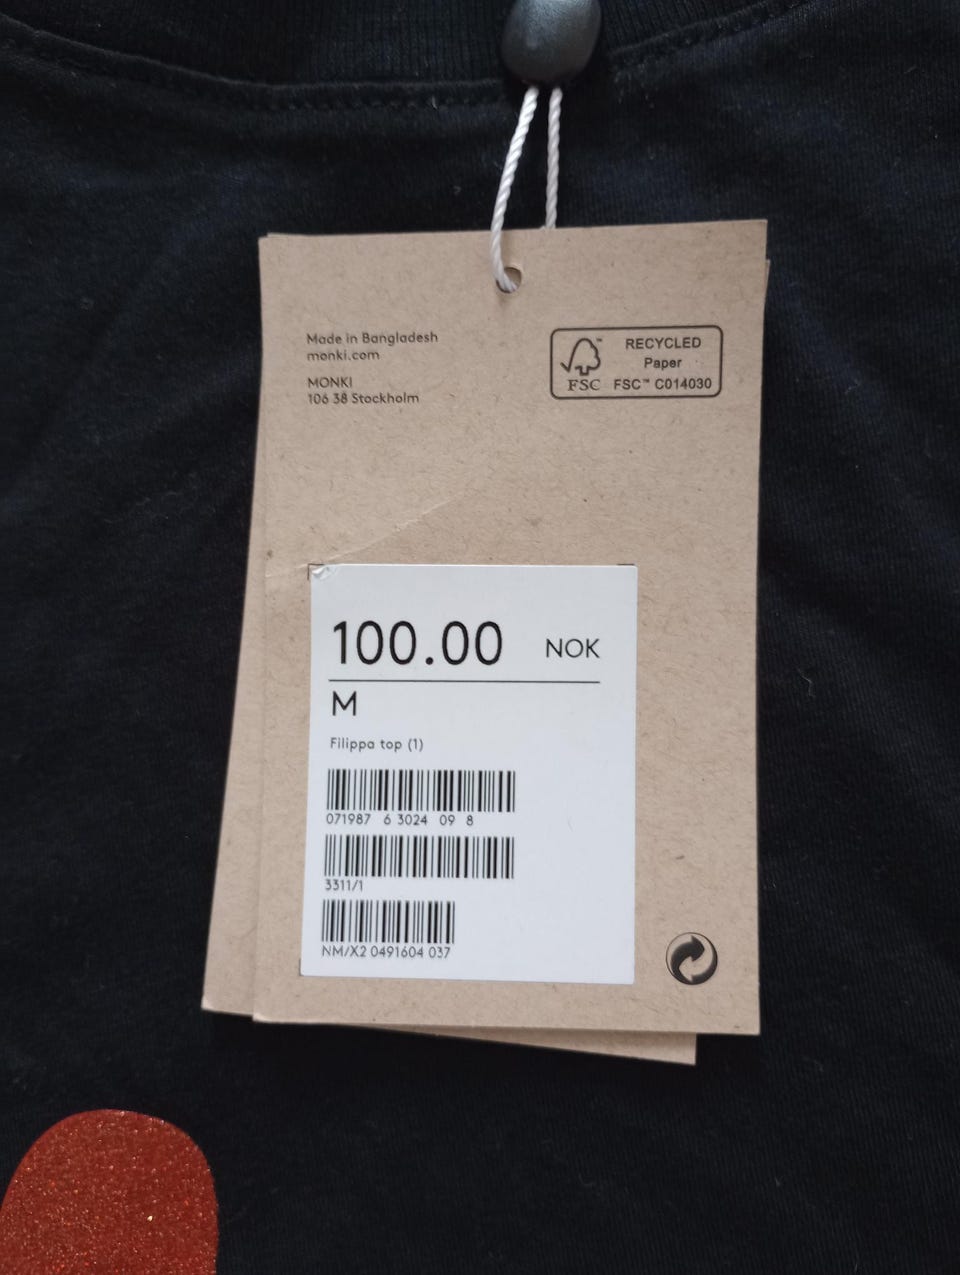 Made in Bangladesh
monki.com
MONKI
106 38 Stockholm
RECYCLED
Paper
FSC™ C014030
FSC
100.00 NOK
M
Filippa top (1)
071987 6 3024 09 8
3311/1
NM/X2 0491604 037